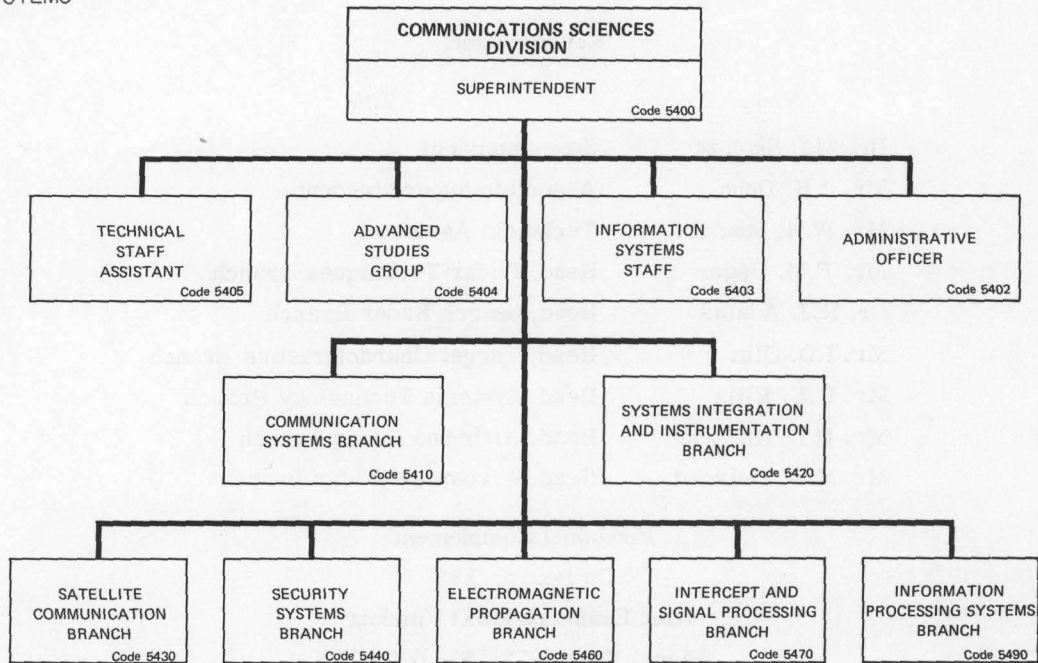 COMMUNICATIONS SCIENCES
DIVISION
SUPERINTENDENT
Code 5400
TECHNICAL
STAFF
ASSISTANT
Code 5405
ADVANCED
STUDIES
GROUP
Code 5404
INFORMATION
SYSTEMS
STAFF
Code 5403
ADMINISTRATIVE
OFFICER
Code 5402
COMMUNICATION
SYSTEMS BRANCH
Code 5410
SYSTEMS INTEGRATION
AND INSTRUMENTATION
BRANCH
Code 5420
SATELLITE
COMMUNICATION
BRANCH
Code 5430
SECURITY
SYSTEMS
BRANCH
Code 5440
ELECTROMAGNETIC
PROPAGATION
BRANCH
Code 5460
INTERCEPT AND
SIGNAL PROCESSING
BRANCH
Code 5470
INFORMATION
PROCESSING SYSTEMS
BRANCH
Code 5490